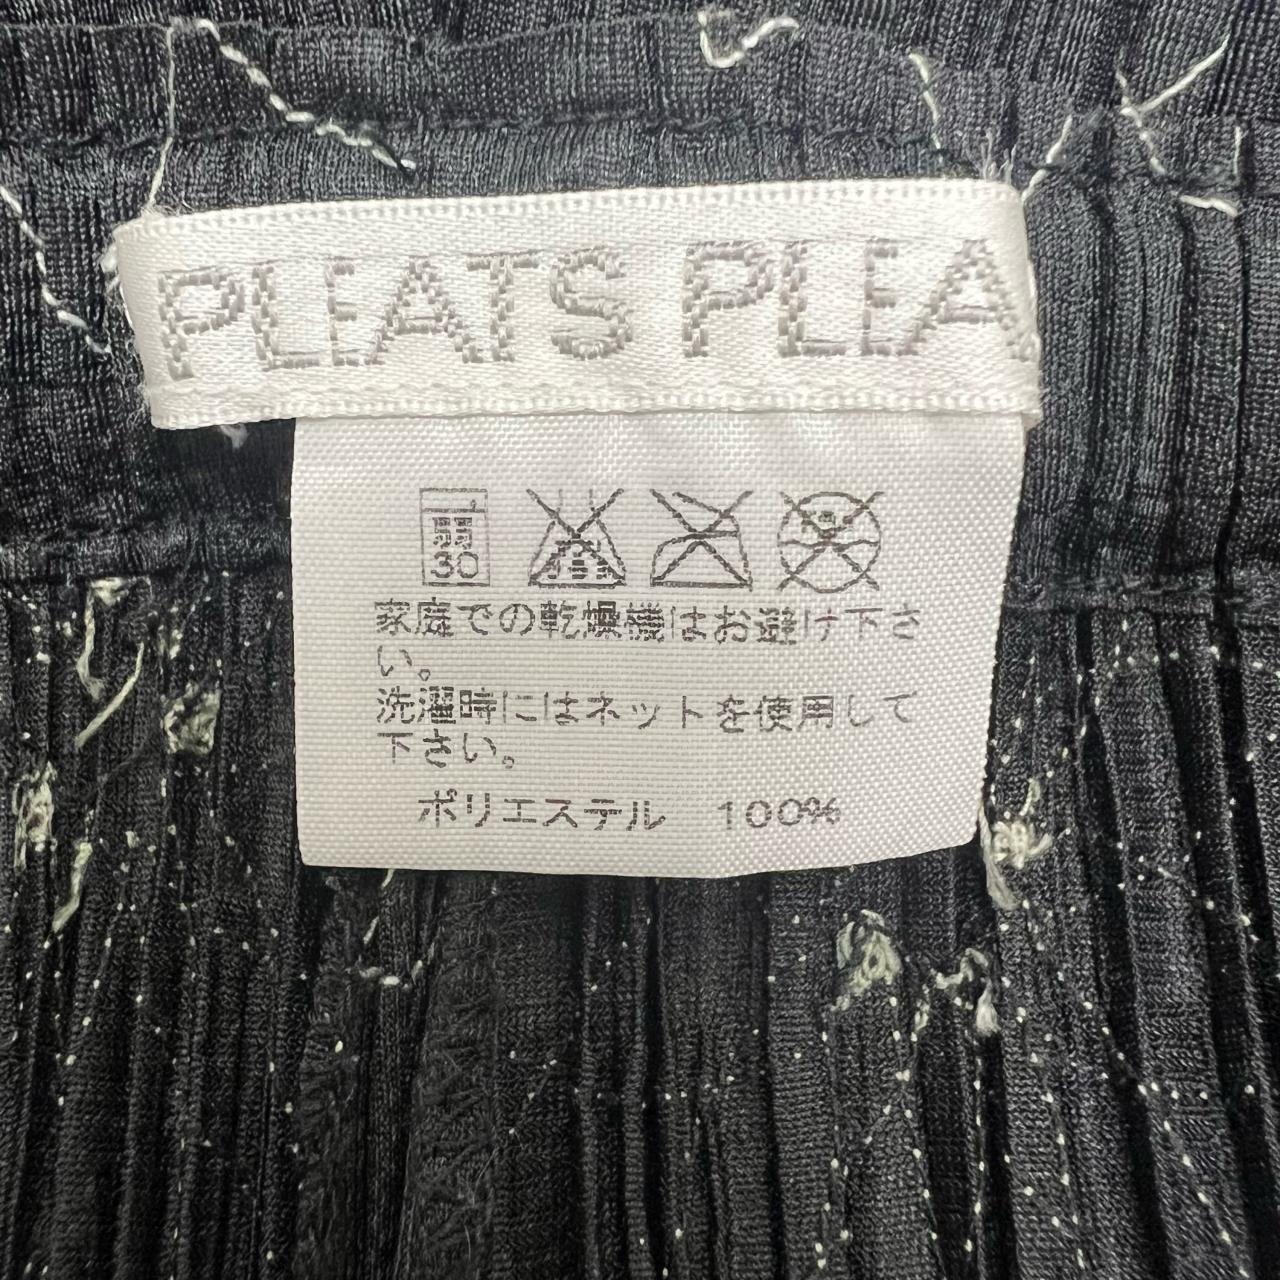 PLEATS PLEA
弱
30
家庭での乾燥機はお避け下さ
い。
洗濯時にはネットを使用して
下さい。
ポリエステル 100%